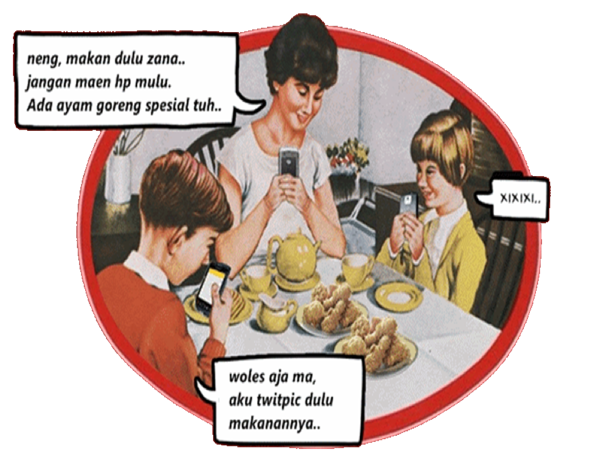 neng, makan dulu zana..
jangan maen hp mulu.
Ada ayam goreng spesial tuh..
XIXIXI..
woles aja ma,
aku twitpic dulu
makanannya..